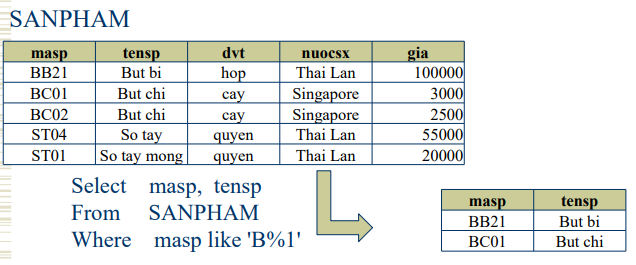 SANPHAM
masp tensp dvt nuocsx gia
BB21 But bi hop Thai Lan 100000
BC01 But chi cay Singapore 3000
BC02 But chi cay Singapore 2500
ST04 So tay quyen Thai Lan 55000
ST01 So tay mong quyen Thai Lan 20000
Select masp, tensp
From SANPHAM
Where masp like 'B%1'
masp tensp
BB21 But bi
BC01 But chi